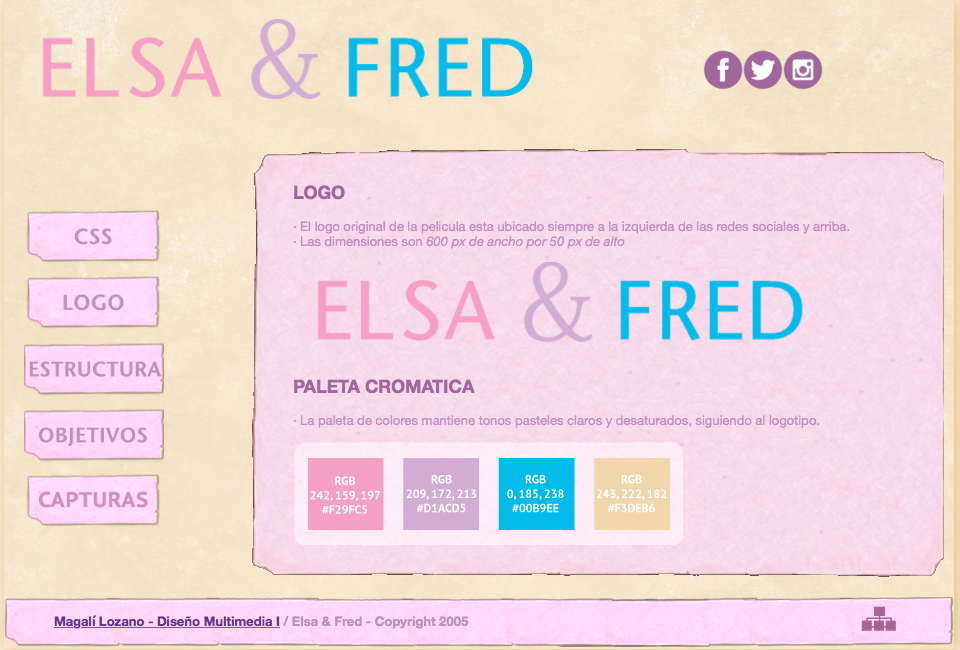 ELSA & FRED
CSS
LOGO
ESTRUCTURA
OBJETIVOS
CAPTURAS
LOGO
· El logo original de la pelicula esta ubicado siempre a la izquierda de las redes sociales y arriba.
· Las dimensiones son 600 px de ancho por 50 px de alto
ELSA & FRED
PALETA CROMATICA
· La paleta de colores mantiene tonos pasteles claros y desaturados, siguiendo al logotipo.
RGB
242, 159, 197
#F29FC5
RGB
209, 172, 213
#D1ACD5
RGB
0, 185, 238
#00B9EE
RGB
243, 222, 182
#F3DEB6
Magalí Lozano - Diseño Multimedia I / Elsa & Fred - Copyright 2005